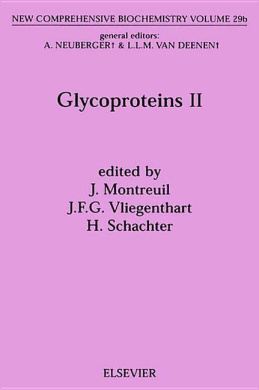 NEW COMPREHENSIVE BIOCHEMISTRY VOLUME 29b
general editors:
A. NEUBERGER† & L.L.M. VAN DEENEN†
Glycoproteins II
edited by
J. Montreuil
J.F.G. Vliegenthart
H. Schachter
ELSEVIER